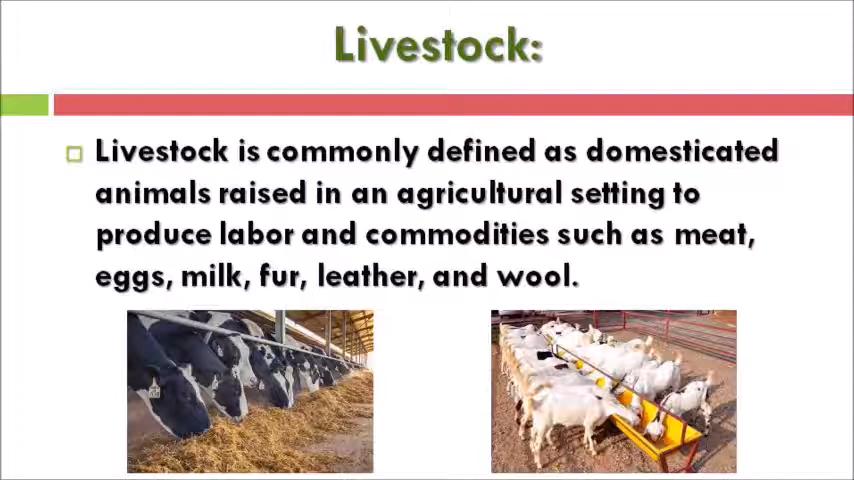 Livestock:
Livestock is commonly defined as domesticated
animals raised in an agricultural setting to
produce labor and commodities such as meat,
eggs, milk, fur, leather, and wool.